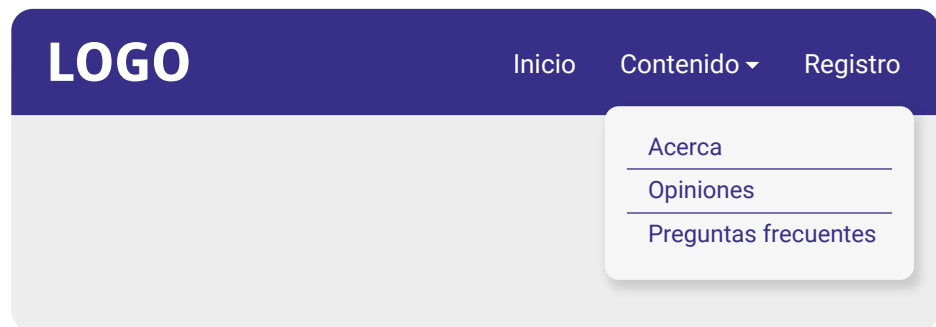 LOGO
Inicio Contenido Registro
Acerca
Opiniones
Preguntas frecuentes